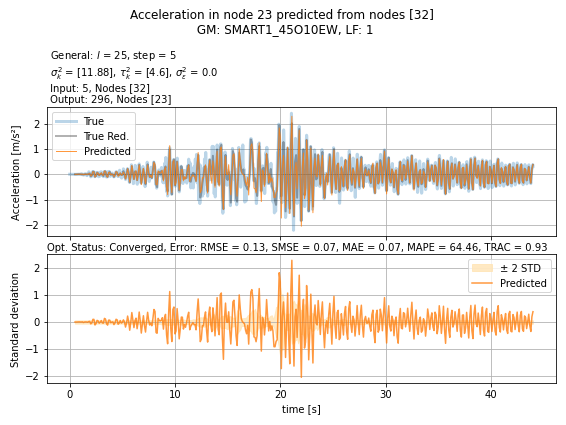 Acceleration in node 23 predicted from nodes [32]
GM: SMART1_45O10EW, LF: 1
General: l = 25, step = 5
σ²ₖ = [11.88], τ²ₖ = [4.6], σ²_ε = 0.0
Input: 5, Nodes [32]
Output: 296, Nodes [23]
True
True Red.
Predicted
Acceleration [m/s²]
2
1
0
−1
−2
Opt. Status: Converged, Error: RMSE = 0.13, SMSE = 0.07, MAE = 0.07, MAPE = 64.46, TRAC = 0.93
± 2 STD
Predicted
Standard deviation
2
1
0
−1
−2
0 10 20 30 40
time [s]